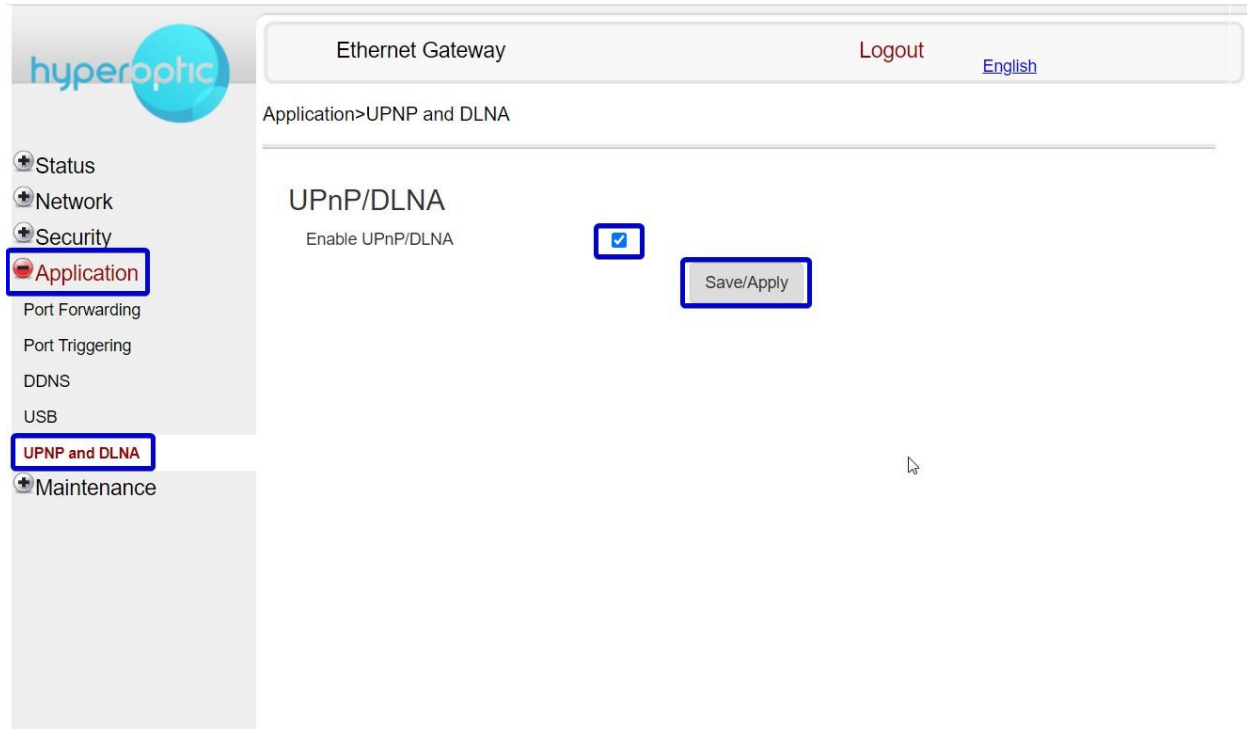 hyperoptic
Ethernet Gateway
Logout
English
Application>UPNP and DLNA
Status
Network
Security
Application
Port Forwarding
Port Triggering
DDNS
USB
UPNP and DLNA
Maintenance
UPnP/DLNA
Enable UPnP/DLNA
Save/Apply